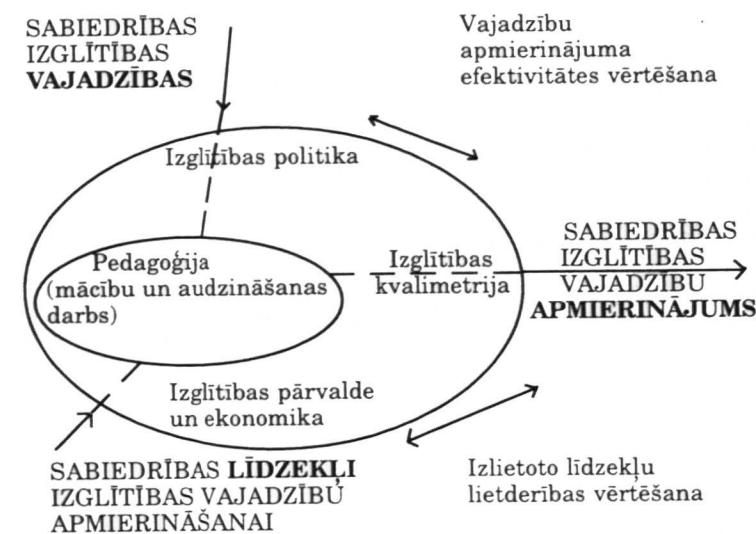 SABIEDRĪBAS
IZGLĪTĪBAS
VAJADZĪBAS
Vajadzību
apmierinājuma
efektivitātes vērtēšana
Izglītības politika
Pedagoģija
(mācību un audzināšanas
darbs)
Izglītības
kvalimetrija
SABIEDRĪBAS
IZGLĪTĪBAS
VAJADZĪBU
APMIERINĀJUMS
Izglītības pārvalde
un ekonomika
SABIEDRĪBAS LĪDZEKĻI
IZGLĪTĪBAS VAJADZĪBU
APMIERINĀŠANAI
Izlietoto līdzekļu
lietderības vērtēšana